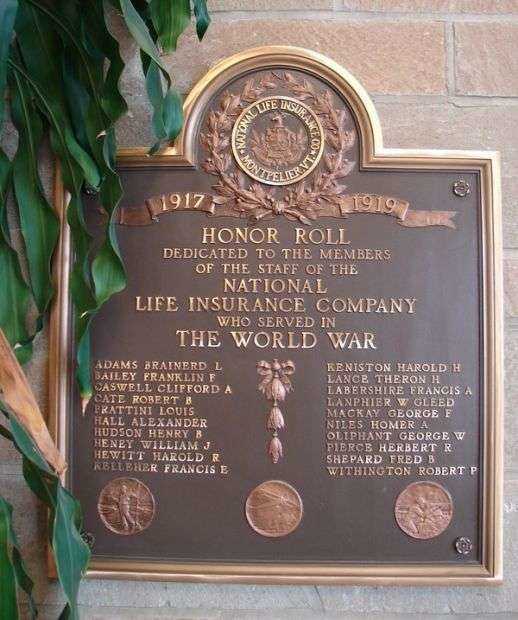 NATIONAL LIFE INSURANCE CO.
MONTPELIER, VT.
1917 1919
HONOR ROLL
DEDICATED TO THE MEMBERS
OF THE STAFF OF THE
NATIONAL
LIFE INSURANCE COMPANY
WHO SERVED IN
THE WORLD WAR
ADAMS BRAINERD L
BAILEY FRANKLIN F
CASWELL CLIFFORD A
CATE ROBERT B
FRATTINI LOUIS
HALL ALEXANDER
HUDSON HENRY B
HENEY WILLIAM J
HEWITT HAROLD R
KELLEHER FRANCIS E
KENISTON HAROLD H
LANCE THERON H
LABERSHIRE FRANCIS A
LANPHIER W GLEED
MACKAY GEORGE F
NILES HOMER A
OLIPHANT GEORGE W
PIERCE HERBERT R
SHEPARD FRED B
WITHINGTON ROBERT P